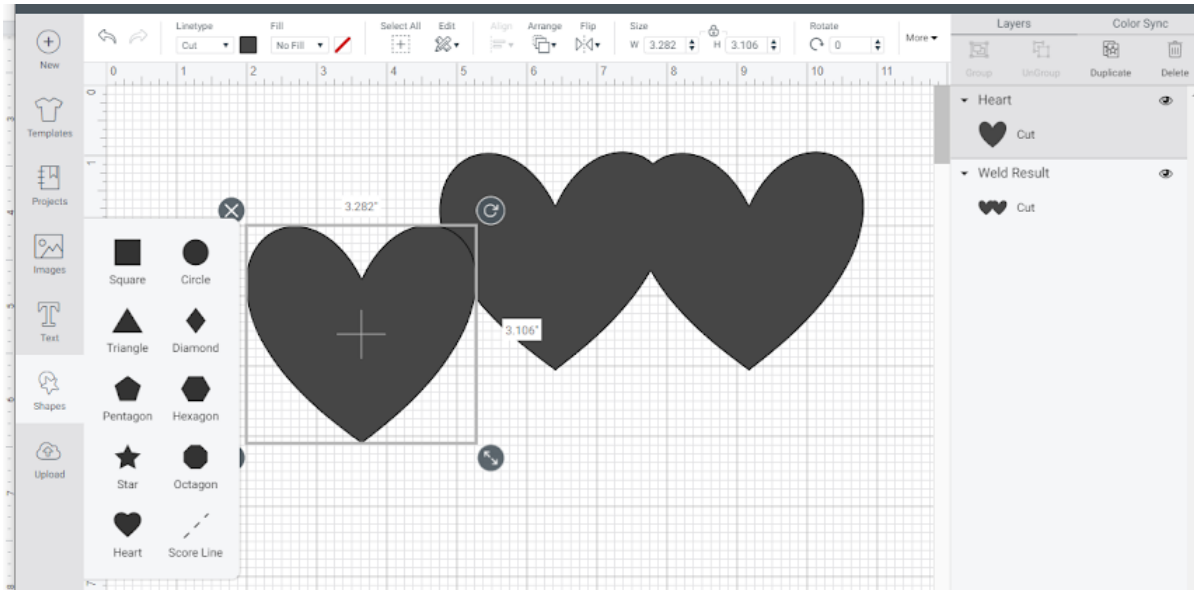 Linetype
Fill
Select All
Edit
Align
Arrange
Flip
Size
Rotate
Cut
No Fill
W 3.282
H 3.106
0
More
Layers
Color Sync
Group
UnGroup
Duplicate
Delete
New
Templates
Projects
Images
Text
Shapes
Upload
0 1 2 3 4 5 6 7 8 9 10 11
0
1
7
3.282"
3.106"
Square
Circle
Triangle
Diamond
Pentagon
Hexagon
Star
Octagon
Heart
Score Line
Heart
Cut
Weld Result
Cut